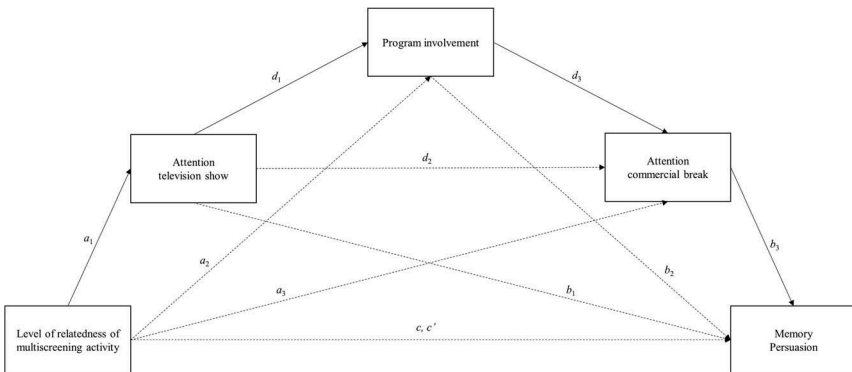 Program involvement
d₁
d₃
Attention
television show
d₂
Attention
commercial break
a₁
a₂
a₃
b₁
b₂
b₃
Level of relatedness of
multiscreening activity
c, c'
Memory
Persuasion